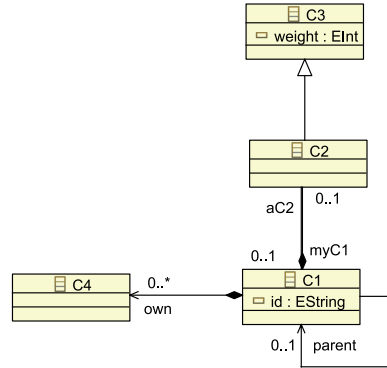 C3
weight : EInt
C2
aC2
0..1
0..1
myC1
C4
0..*
own
C1
id : EString
0..1
parent